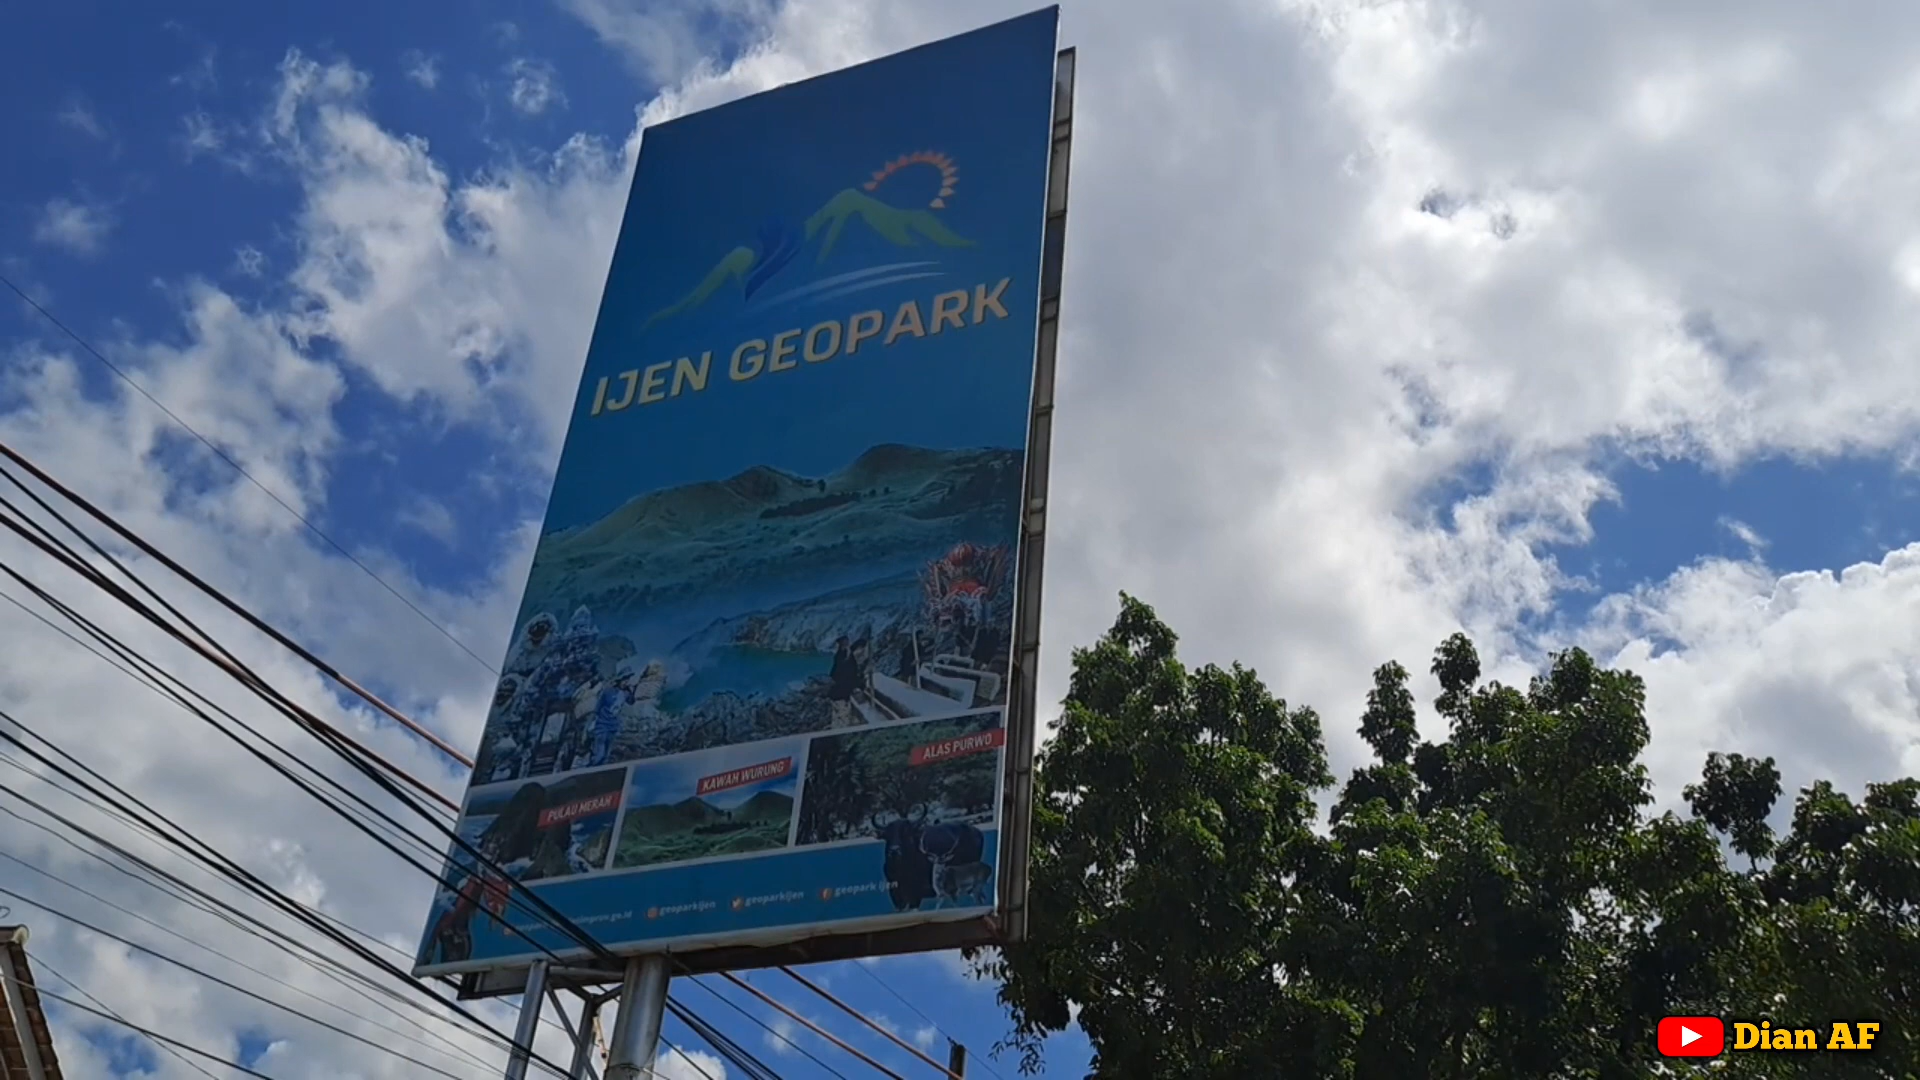 IJEN GEOPARK
PULAU MERAH
KAWAH WURUNG
ALAS PURWO
geoparkijen
geoparkijen
geopark ijen
Dian AF